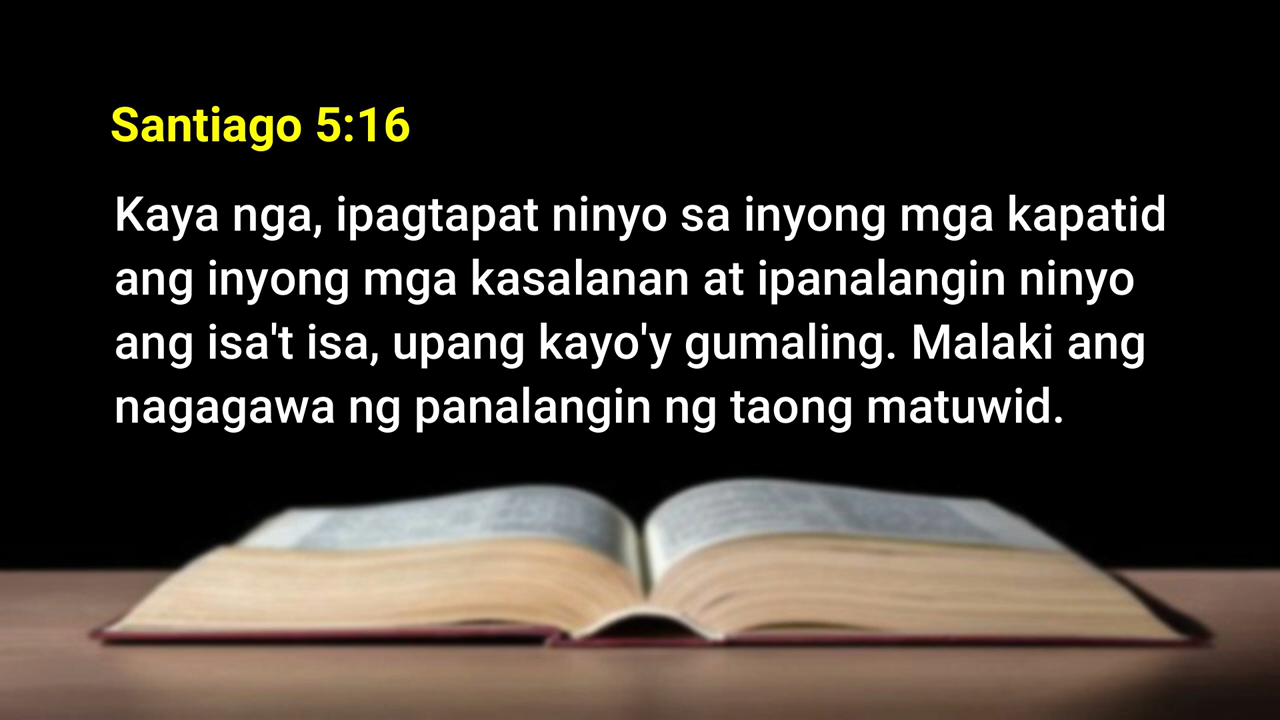 Santiago 5:16
Kaya nga, ipagtapat ninyo sa inyong mga kapatid
ang inyong mga kasalanan at ipanalangin ninyo
ang isa't isa, upang kayo'y gumaling. Malaki ang
nagagawa ng panalangin ng taong matuwid.